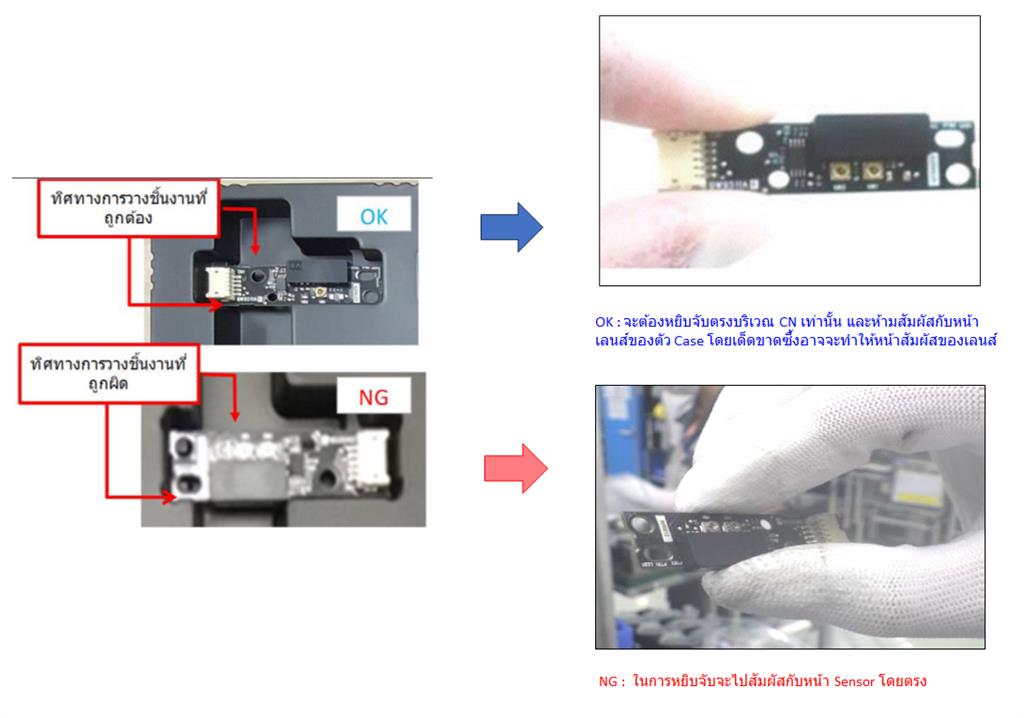 ทิศทางการวางชิ้นงานที่
ถูกต้อง
OK
OK : จะต้องหยิบจับตรงบริเวณ CN เท่านั้น และห้ามสัมผัสกับหน้า
เลนส์ของตัว Case โดยเด็ดขาดซึ้งอาจจะทำให้หน้าสัมผัสของเลนส์
ทิศทางการวางชิ้นงานที่
ถูกผิด
NG
NG : ในการหยิบจับจะไปสัมผัสกับหน้า Sensor โดยตรง